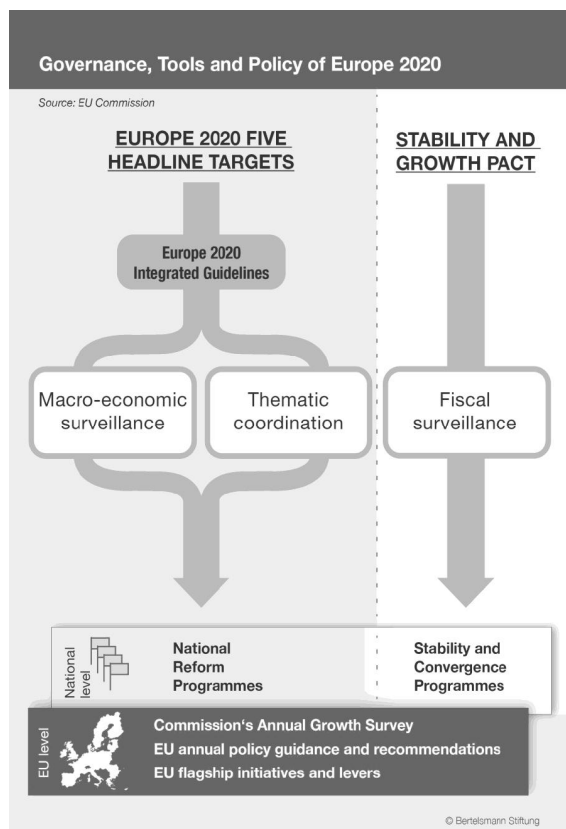 Governance, Tools and Policy of Europe 2020
Source: EU Commission
EUROPE 2020 FIVE
HEADLINE TARGETS
STABILITY AND
GROWTH PACT
Europe 2020
Integrated Guidelines
Macro-economic
surveillance
Thematic
coordination
Fiscal
surveillance
National
level
National
Reform
Programmes
Stability and
Convergence
Programmes
EU level
Commission‘s Annual Growth Survey
EU annual policy guidance and recommendations
EU flagship initiatives and levers
© Bertelsmann Stiftung